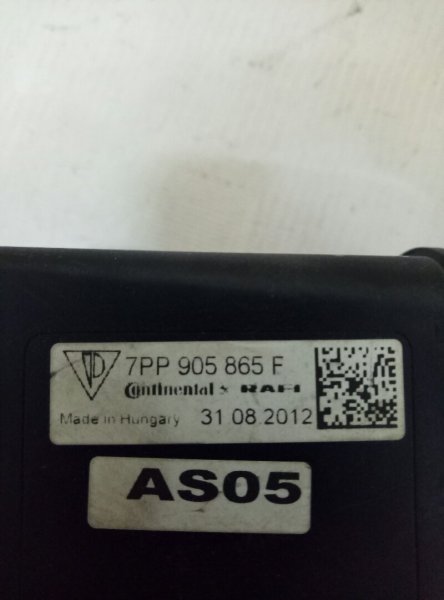 7PP 905 865 F
Continental & RAFI
Made in Hungary 31.08.2012
AS05